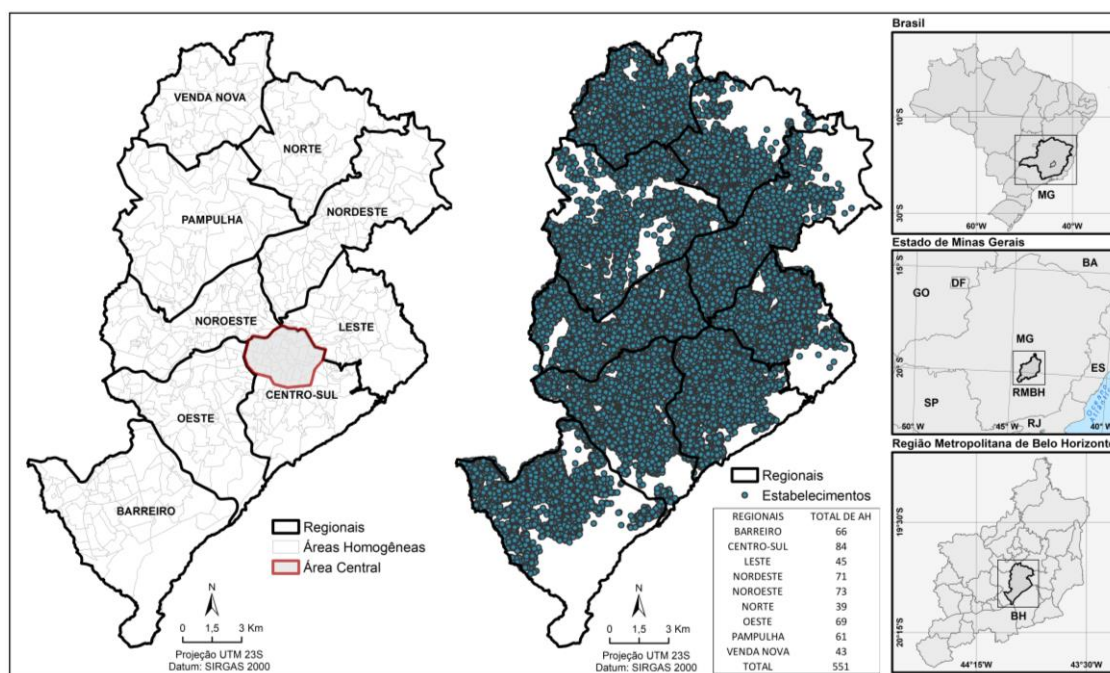 VENDA NOVA
NORTE
NORDESTE
PAMPULHA
NOROESTE
LESTE
CENTRO-SUL
OESTE
BARREIRO
Regionais
Áreas Homogêneas
Área Central
N
0 1,5 3 Km
Projeção UTM 23S
Datum: SIRGAS 2000
Regionais
Estabelecimentos
REGIONAIS TOTAL DE AH
BARREIRO 66
CENTRO-SUL 84
LESTE 45
NORDESTE 71
NOROESTE 73
NORTE 39
OESTE 69
PAMPULHA 61
VENDA NOVA 43
TOTAL 551
N
0 1,5 3 Km
Projeção UTM 23S
Datum: SIRGAS 2000
Brasil
10°S
30°S
MG
60°W 40°W
Estado de Minas Gerais
15°S
BA
DF
GO
MG
20°S
ES
RMBH
SP
RJ
50°W 45°W 40°W
Região Metropolitana de Belo Horizonte
19°30'S
BH
20°15'S
44°15'W 43°30'W